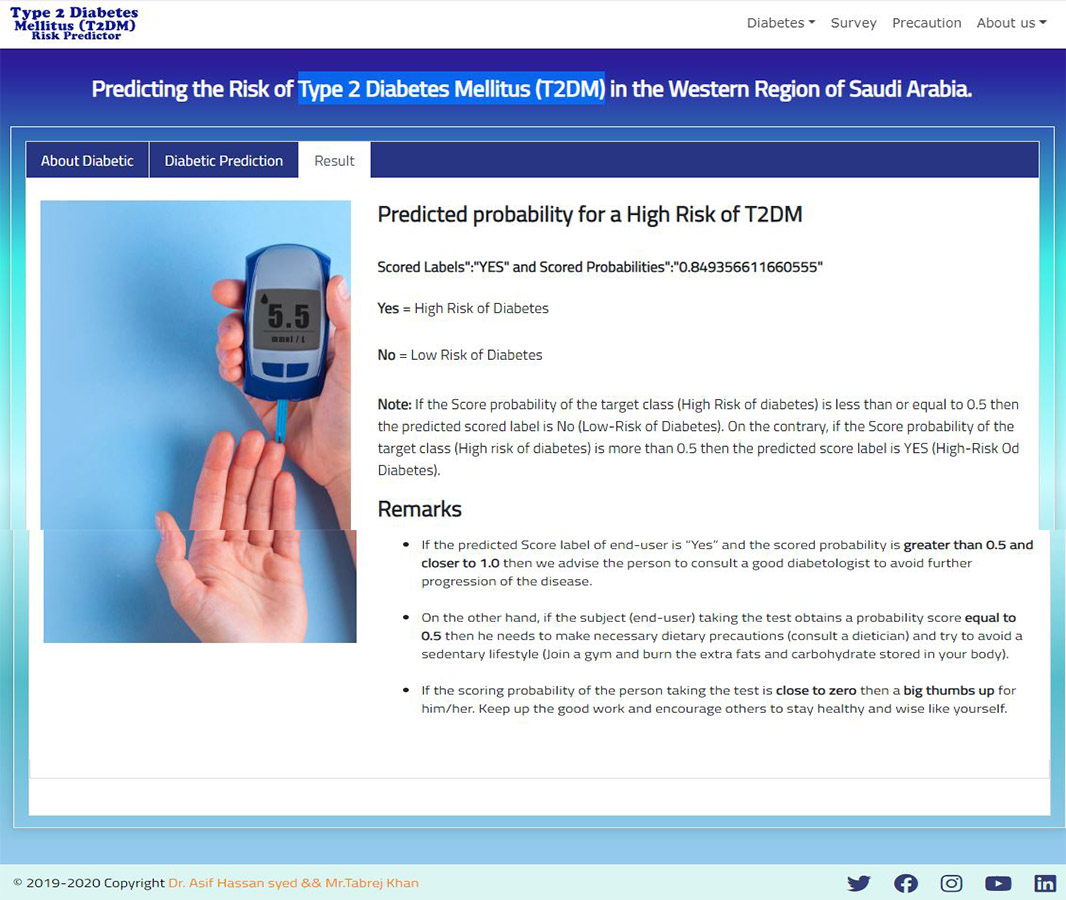 Type 2 Diabetes
Mellitus (T2DM)
Risk Predictor
Diabetes Survey Precaution About us
Predicting the Risk of Type 2 Diabetes Mellitus (T2DM) in the Western Region of Saudi Arabia.
About Diabetic Diabetic Prediction Result
5.5
mmol / L
Predicted probability for a High Risk of T2DM
Scored Labels":"YES" and Scored Probabilities":"0.849356611660555"
Yes = High Risk of Diabetes
No = Low Risk of Diabetes
Note: If the Score probability of the target class (High Risk of diabetes) is less than or equal to 0.5 then
the predicted scored label is No (Low-Risk of Diabetes). On the contrary, if the Score probability of the
target class (High risk of diabetes) is more than 0.5 then the predicted score label is YES (High-Risk Od
Diabetes).
Remarks
• If the predicted Score label of end-user is “Yes” and the scored probability is greater than 0.5 and
closer to 1.0 then we advise the person to consult a good diabetologist to avoid further
progression of the disease.
• On the other hand, if the subject (end-user) taking the test obtains a probability score equal to
0.5 then he needs to make necessary dietary precautions (consult a dietician) and try to avoid a
sedentary lifestyle (Join a gym and burn the extra fats and carbohydrate stored in your body).
• If the scoring probability of the person taking the test is close to zero then a big thumbs up for
him/her. Keep up the good work and encourage others to stay healthy and wise like yourself.
© 2019-2020 Copyright Dr. Asif Hassan syed && Mr.Tabrej Khan